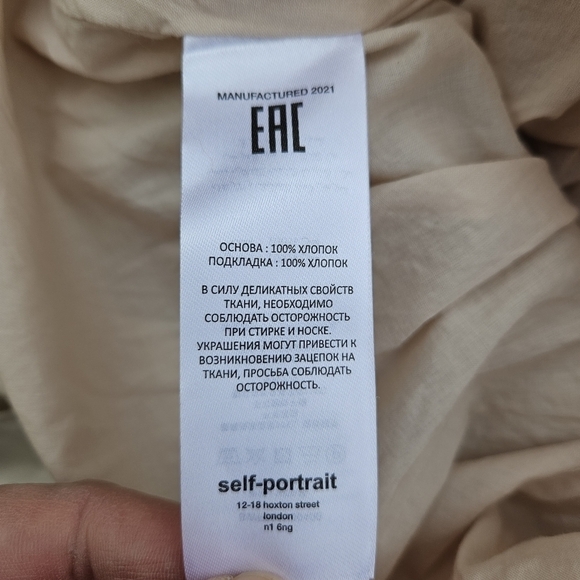 MANUFACTURED 2021
EAC
ОСНОВА : 100% ХЛОПОК
ПОДКЛАДКА : 100% ХЛОПОК
В СИЛУ ДЕЛИКАТНЫХ СВОЙСТВ
ТКАНИ, НЕОБХОДИМО
СОБЛЮДАТЬ ОСТОРОЖНОСТЬ
ПРИ СТИРКЕ И НОСКЕ.
УКРАШЕНИЯ МОГУТ ПРИВЕСТИ К
ВОЗНИКНОВЕНИЮ ЗАЦЕПОК НА
ТКАНИ, ПРОСЬБА СОБЛЮДАТЬ
ОСТОРОЖНОСТЬ.
self-portrait
12-18 hoxton street
london
n1 6ng